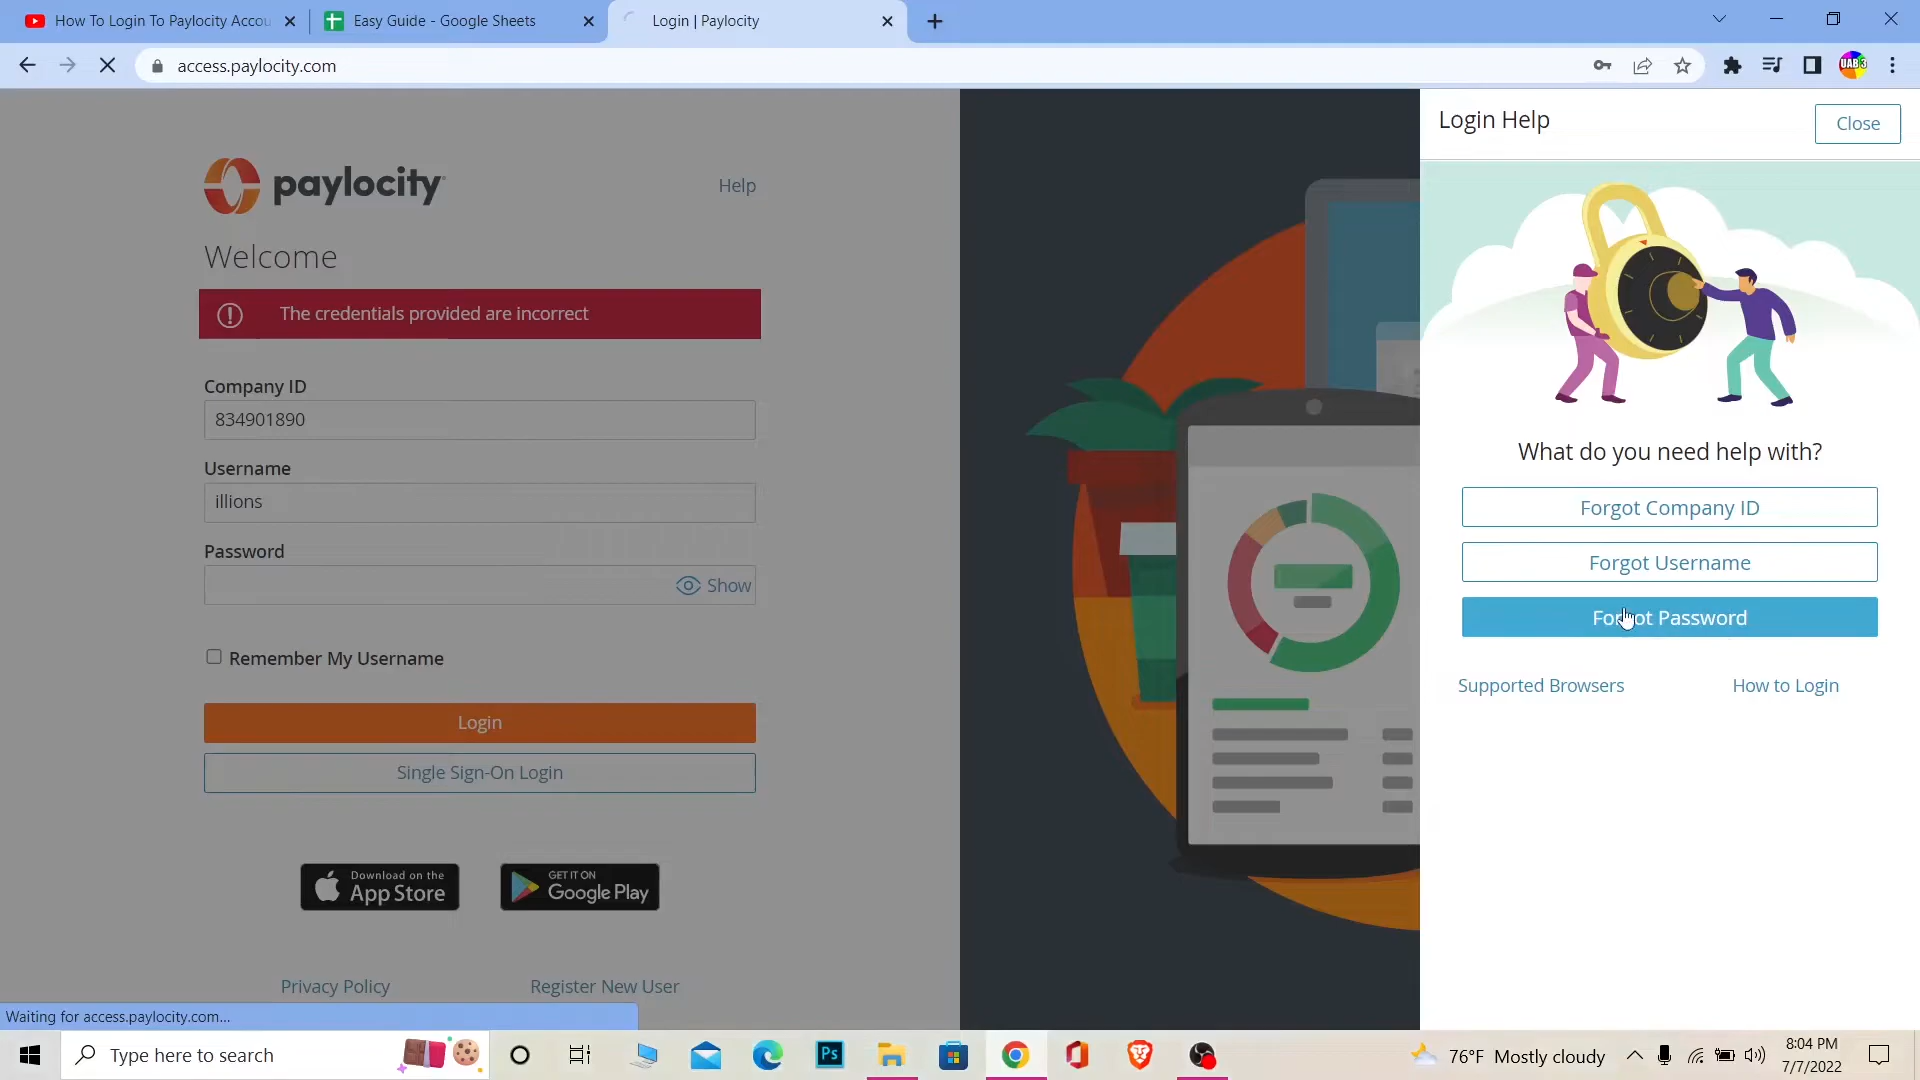 How To Login To Paylocity Accou
Easy Guide - Google Sheets
Login | Paylocity
access.paylocity.com
UAB 3
Login Help
Close
paylocity
Help
Welcome
The credentials provided are incorrect
Company ID
834901890
Username
illions
Password
Show
Remember My Username
Login
Single Sign-On Login
Download on the
App Store
GET IT ON
Google Play
Privacy Policy
Register New User
What do you need help with?
Forgot Company ID
Forgot Username
Forgot Password
Supported Browsers
How to Login
Waiting for access.paylocity.com...
Type here to search
Ps
76°F Mostly cloudy
8:04 PM
7/7/2022